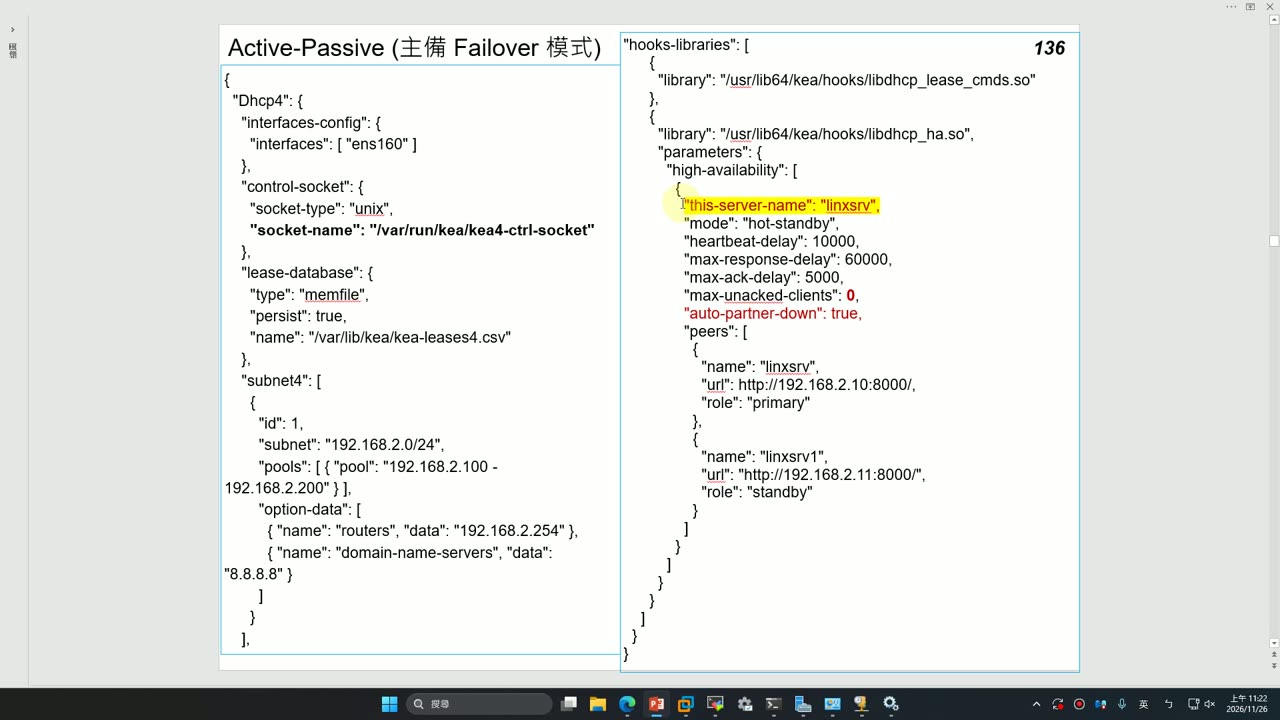 Active-Passive (主備 Failover 模式)
{
"Dhcp4": {
"interfaces-config": {
"interfaces": [ "ens160" ]
},
"control-socket": {
"socket-type": "unix",
"socket-name": "/var/run/kea/kea4-ctrl-socket"
},
"lease-database": {
"type": "memfile",
"persist": true,
"name": "/var/lib/kea/kea-leases4.csv"
},
"subnet4": [
{
"id": 1,
"subnet": "192.168.2.0/24",
"pools": [ { "pool": "192.168.2.100 -
192.168.2.200" } ],
"option-data": [
{ "name": "routers", "data": "192.168.2.254" },
{ "name": "domain-name-servers", "data":
"8.8.8.8" }
]
}
],
136
"hooks-libraries": [
{
"library": "/usr/lib64/kea/hooks/libdhcp_lease_cmds.so"
},
{
"library": "/usr/lib64/kea/hooks/libdhcp_ha.so",
"parameters": {
"high-availability": [
{
"this-server-name": "linxsrv",
"mode": "hot-standby",
"heartbeat-delay": 10000,
"max-response-delay": 60000,
"max-ack-delay": 5000,
"max-unacked-clients": 0,
"auto-partner-down": true,
"peers": [
{
"name": "linxsrv",
"url": http://192.168.2.10:8000/,
"role": "primary"
},
{
"name": "linxsrv1",
"url": "http://192.168.2.11:8000/",
"role": "standby"
}
]
}
]
}
}
]
}
}
搜尋
英
ㄅ
上午 11:22
2026/11/26